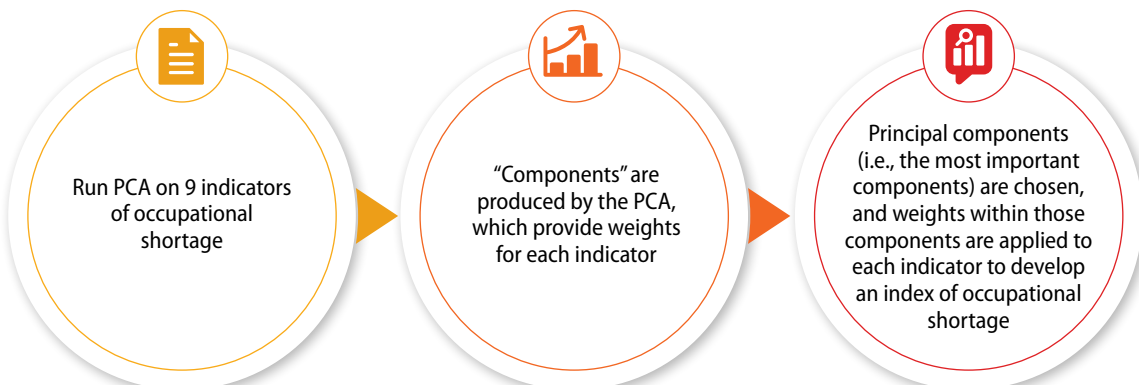 Run PCA on 9 indicators
of occupational
shortage
“Components” are
produced by the PCA,
which provide weights
for each indicator
Principal components
(i.e., the most important
components) are chosen,
and weights within those
components are applied to
each indicator to develop
an index of occupational
shortage